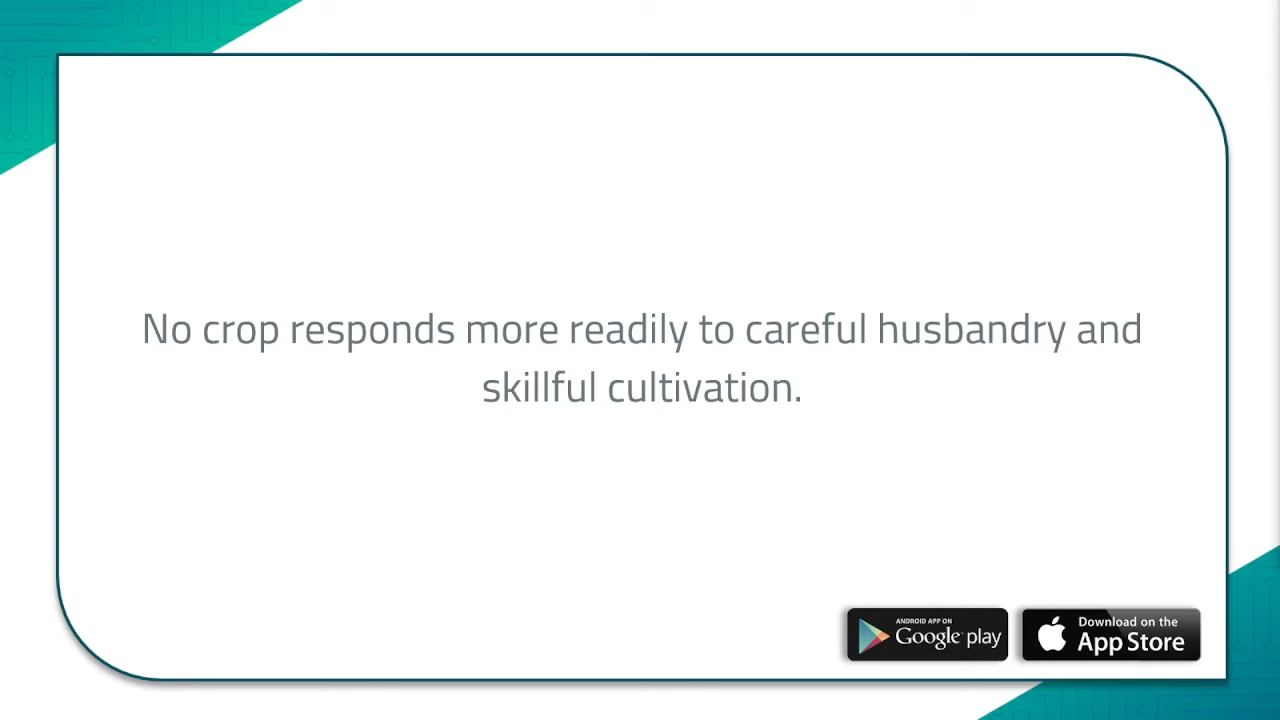 No crop responds more readily to careful husbandry and
skillful cultivation.
ANDROID APP ON
Google play
Download on the
App Store